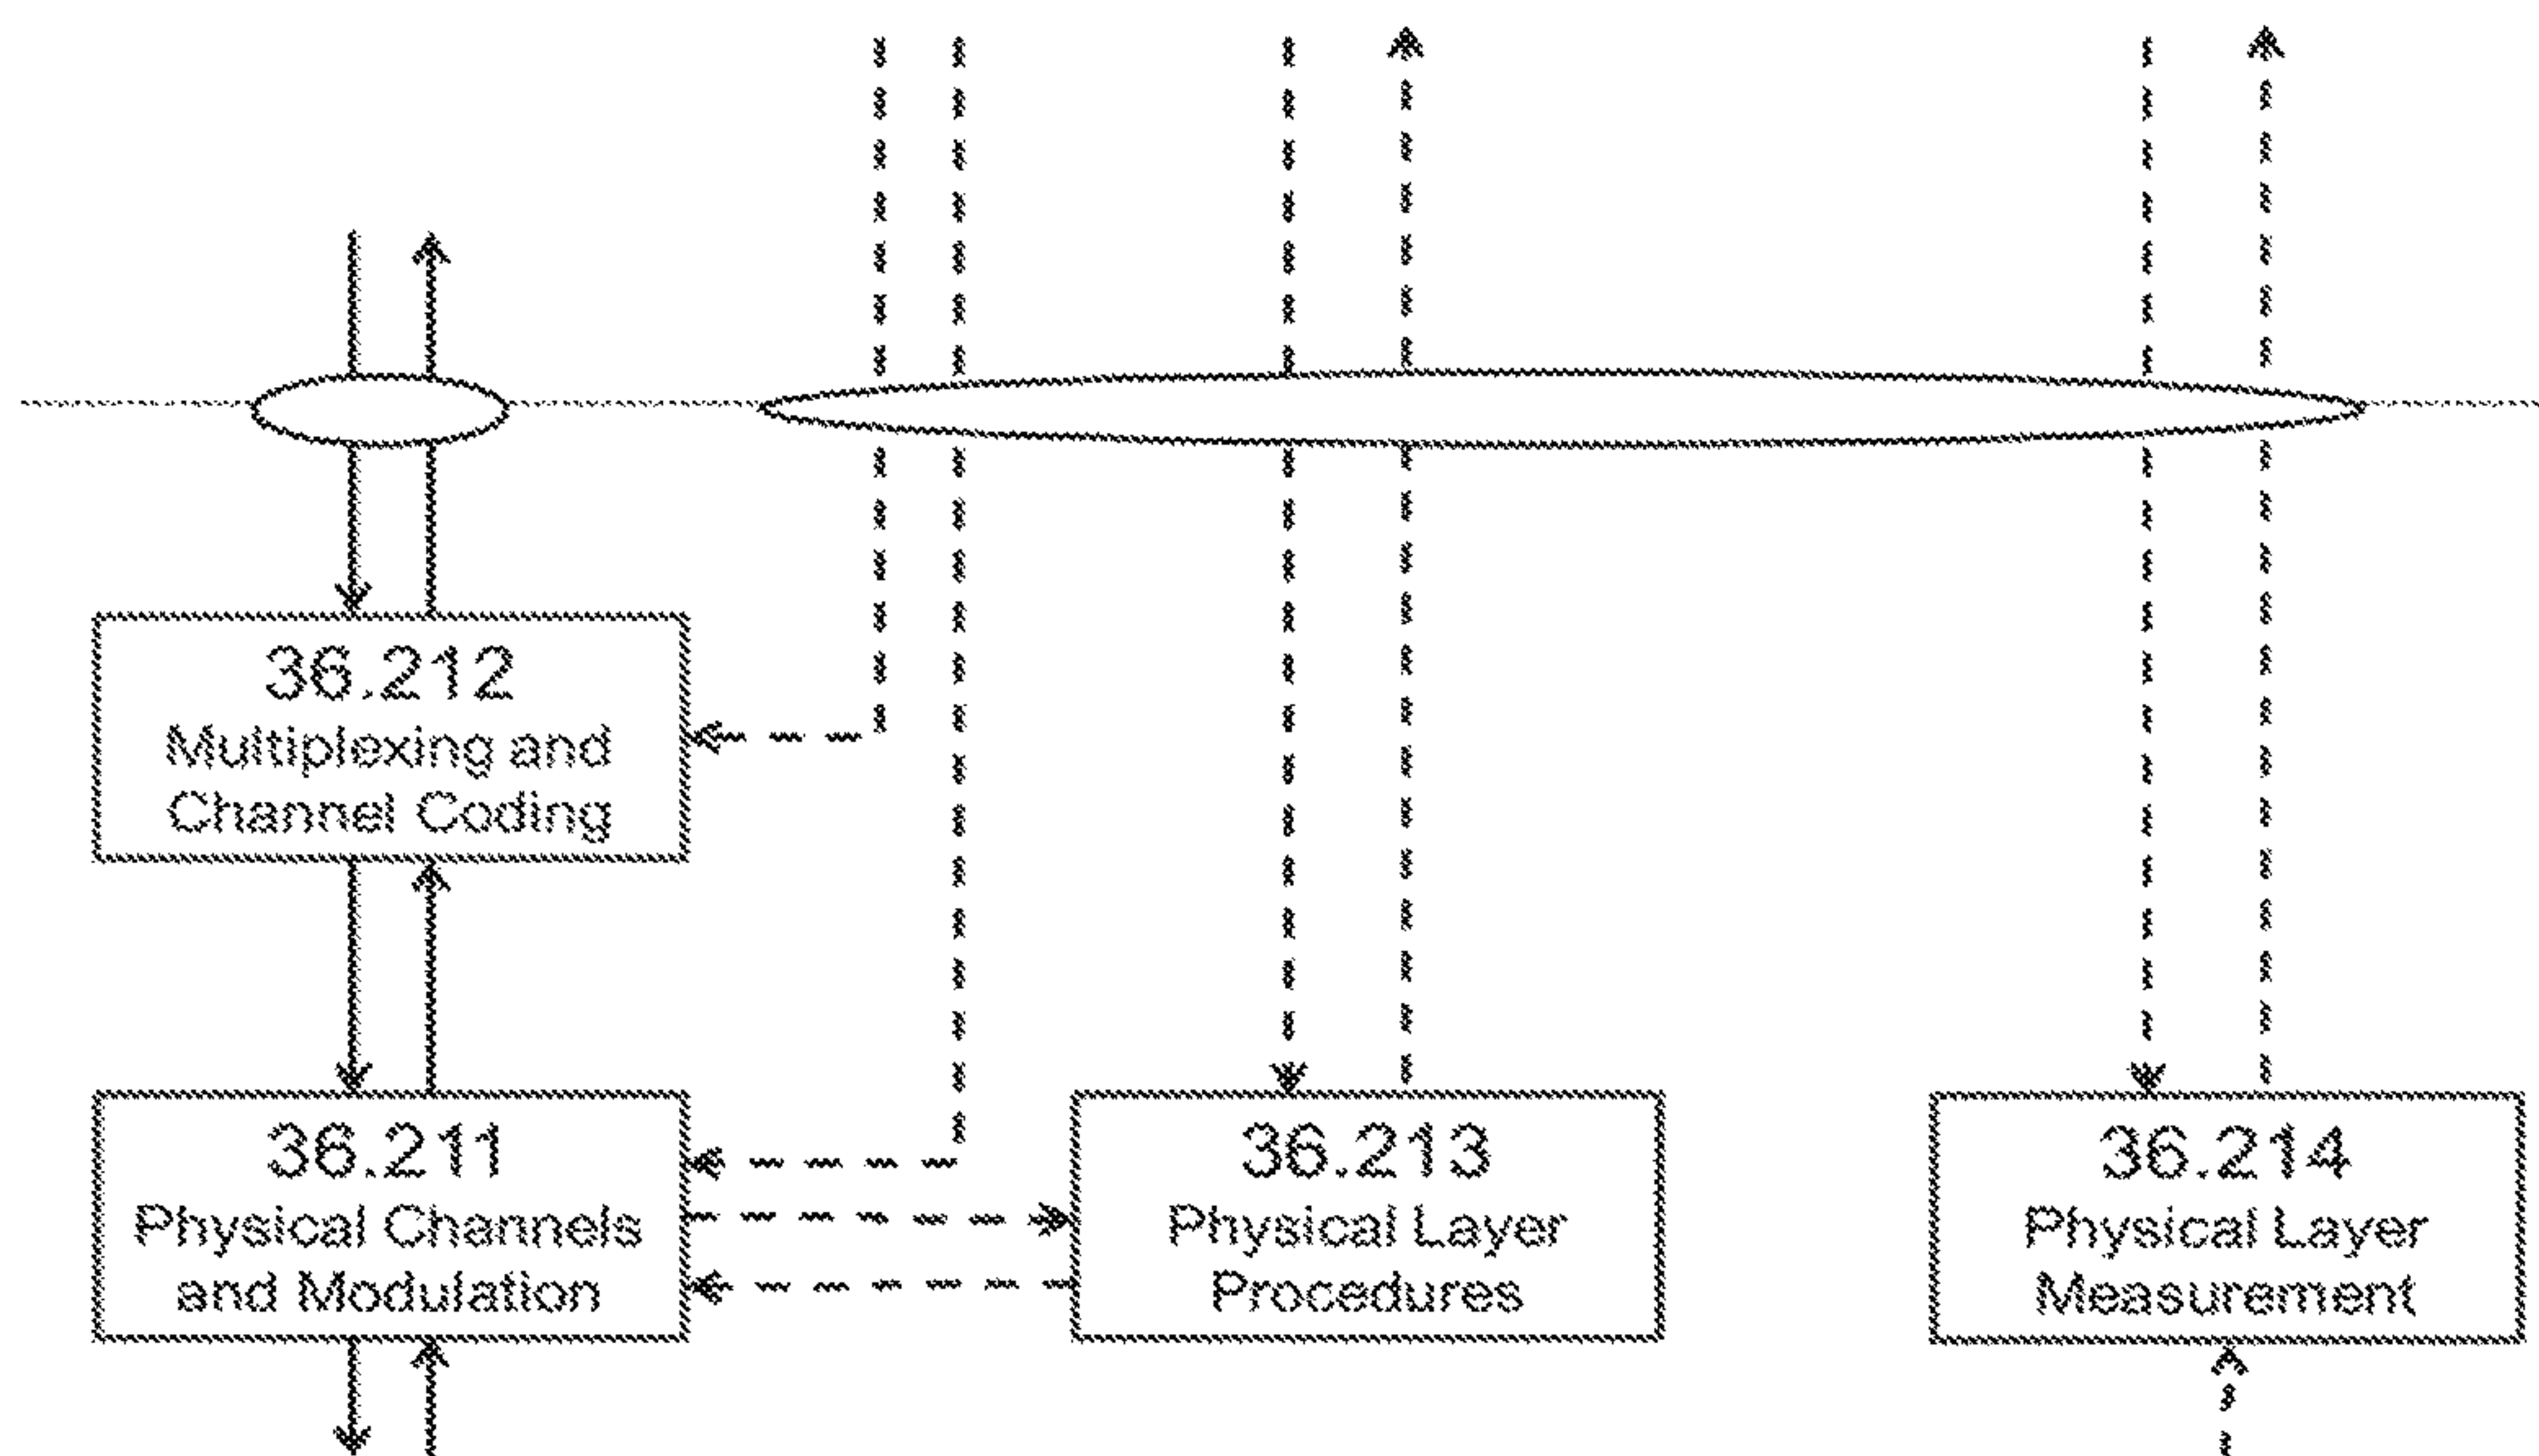 36.212
Multiplexing and
Channel Coding
36.211
Physical Channels
and Modulation
36.213
Physical Layer
Procedures
36.214
Physical Layer
Measurement